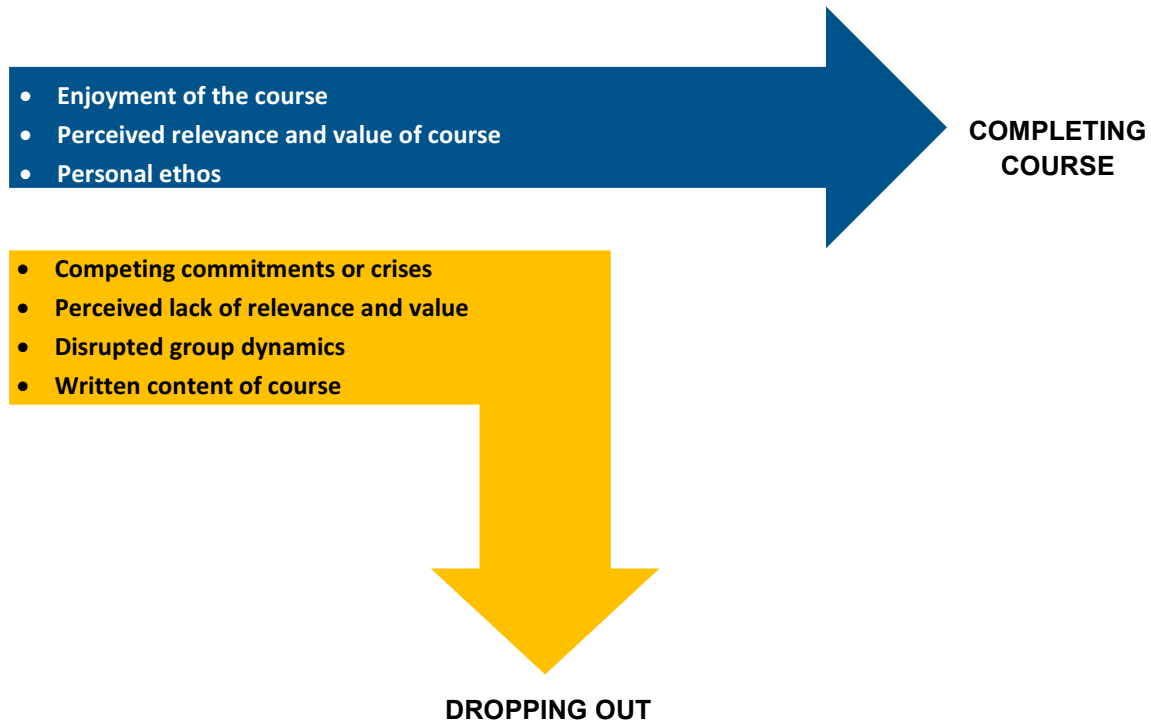 • Enjoyment of the course
• Perceived relevance and value of course
• Personal ethos
COMPLETING
COURSE
• Competing commitments or crises
• Perceived lack of relevance and value
• Disrupted group dynamics
• Written content of course
DROPPING OUT